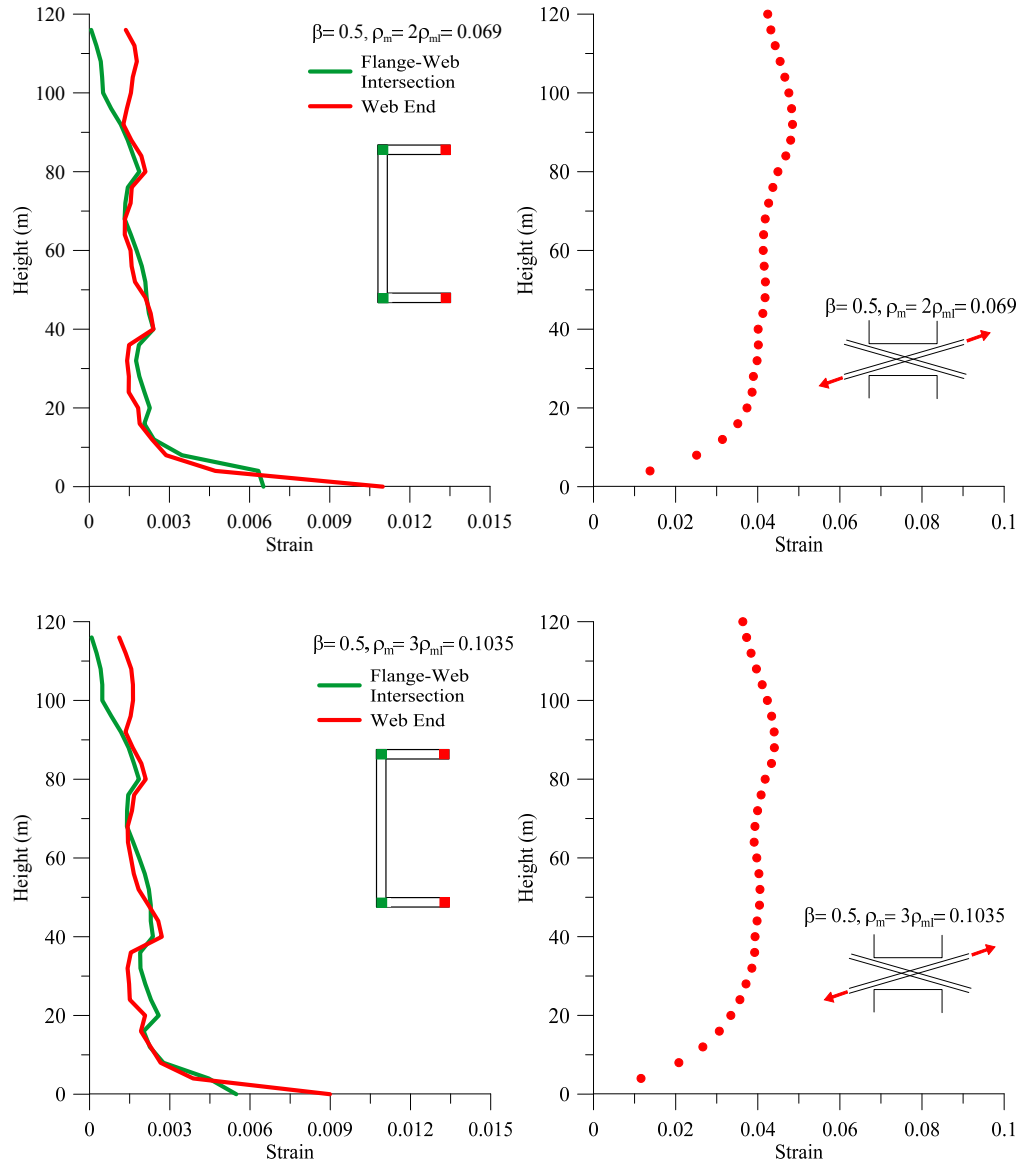 β= 0.5, ρm= 2ρml= 0.069
Flange-Web
Intersection
Web End
Height (m)
120
100
80
60
40
20
0
0 0.003 0.006 0.009 0.012 0.015
Strain
Height (m)
120
100
80
60
40
20
0
β= 0.5, ρm= 2ρml= 0.069
0 0.02 0.04 0.06 0.08 0.1
Strain
β= 0.5, ρm= 3ρml= 0.1035
Flange-Web
Intersection
Web End
Height (m)
120
100
80
60
40
20
0
0 0.003 0.006 0.009 0.012 0.015
Strain
Height (m)
120
100
80
60
40
20
0
β= 0.5, ρm= 3ρml= 0.1035
0 0.02 0.04 0.06 0.08 0.1
Strain